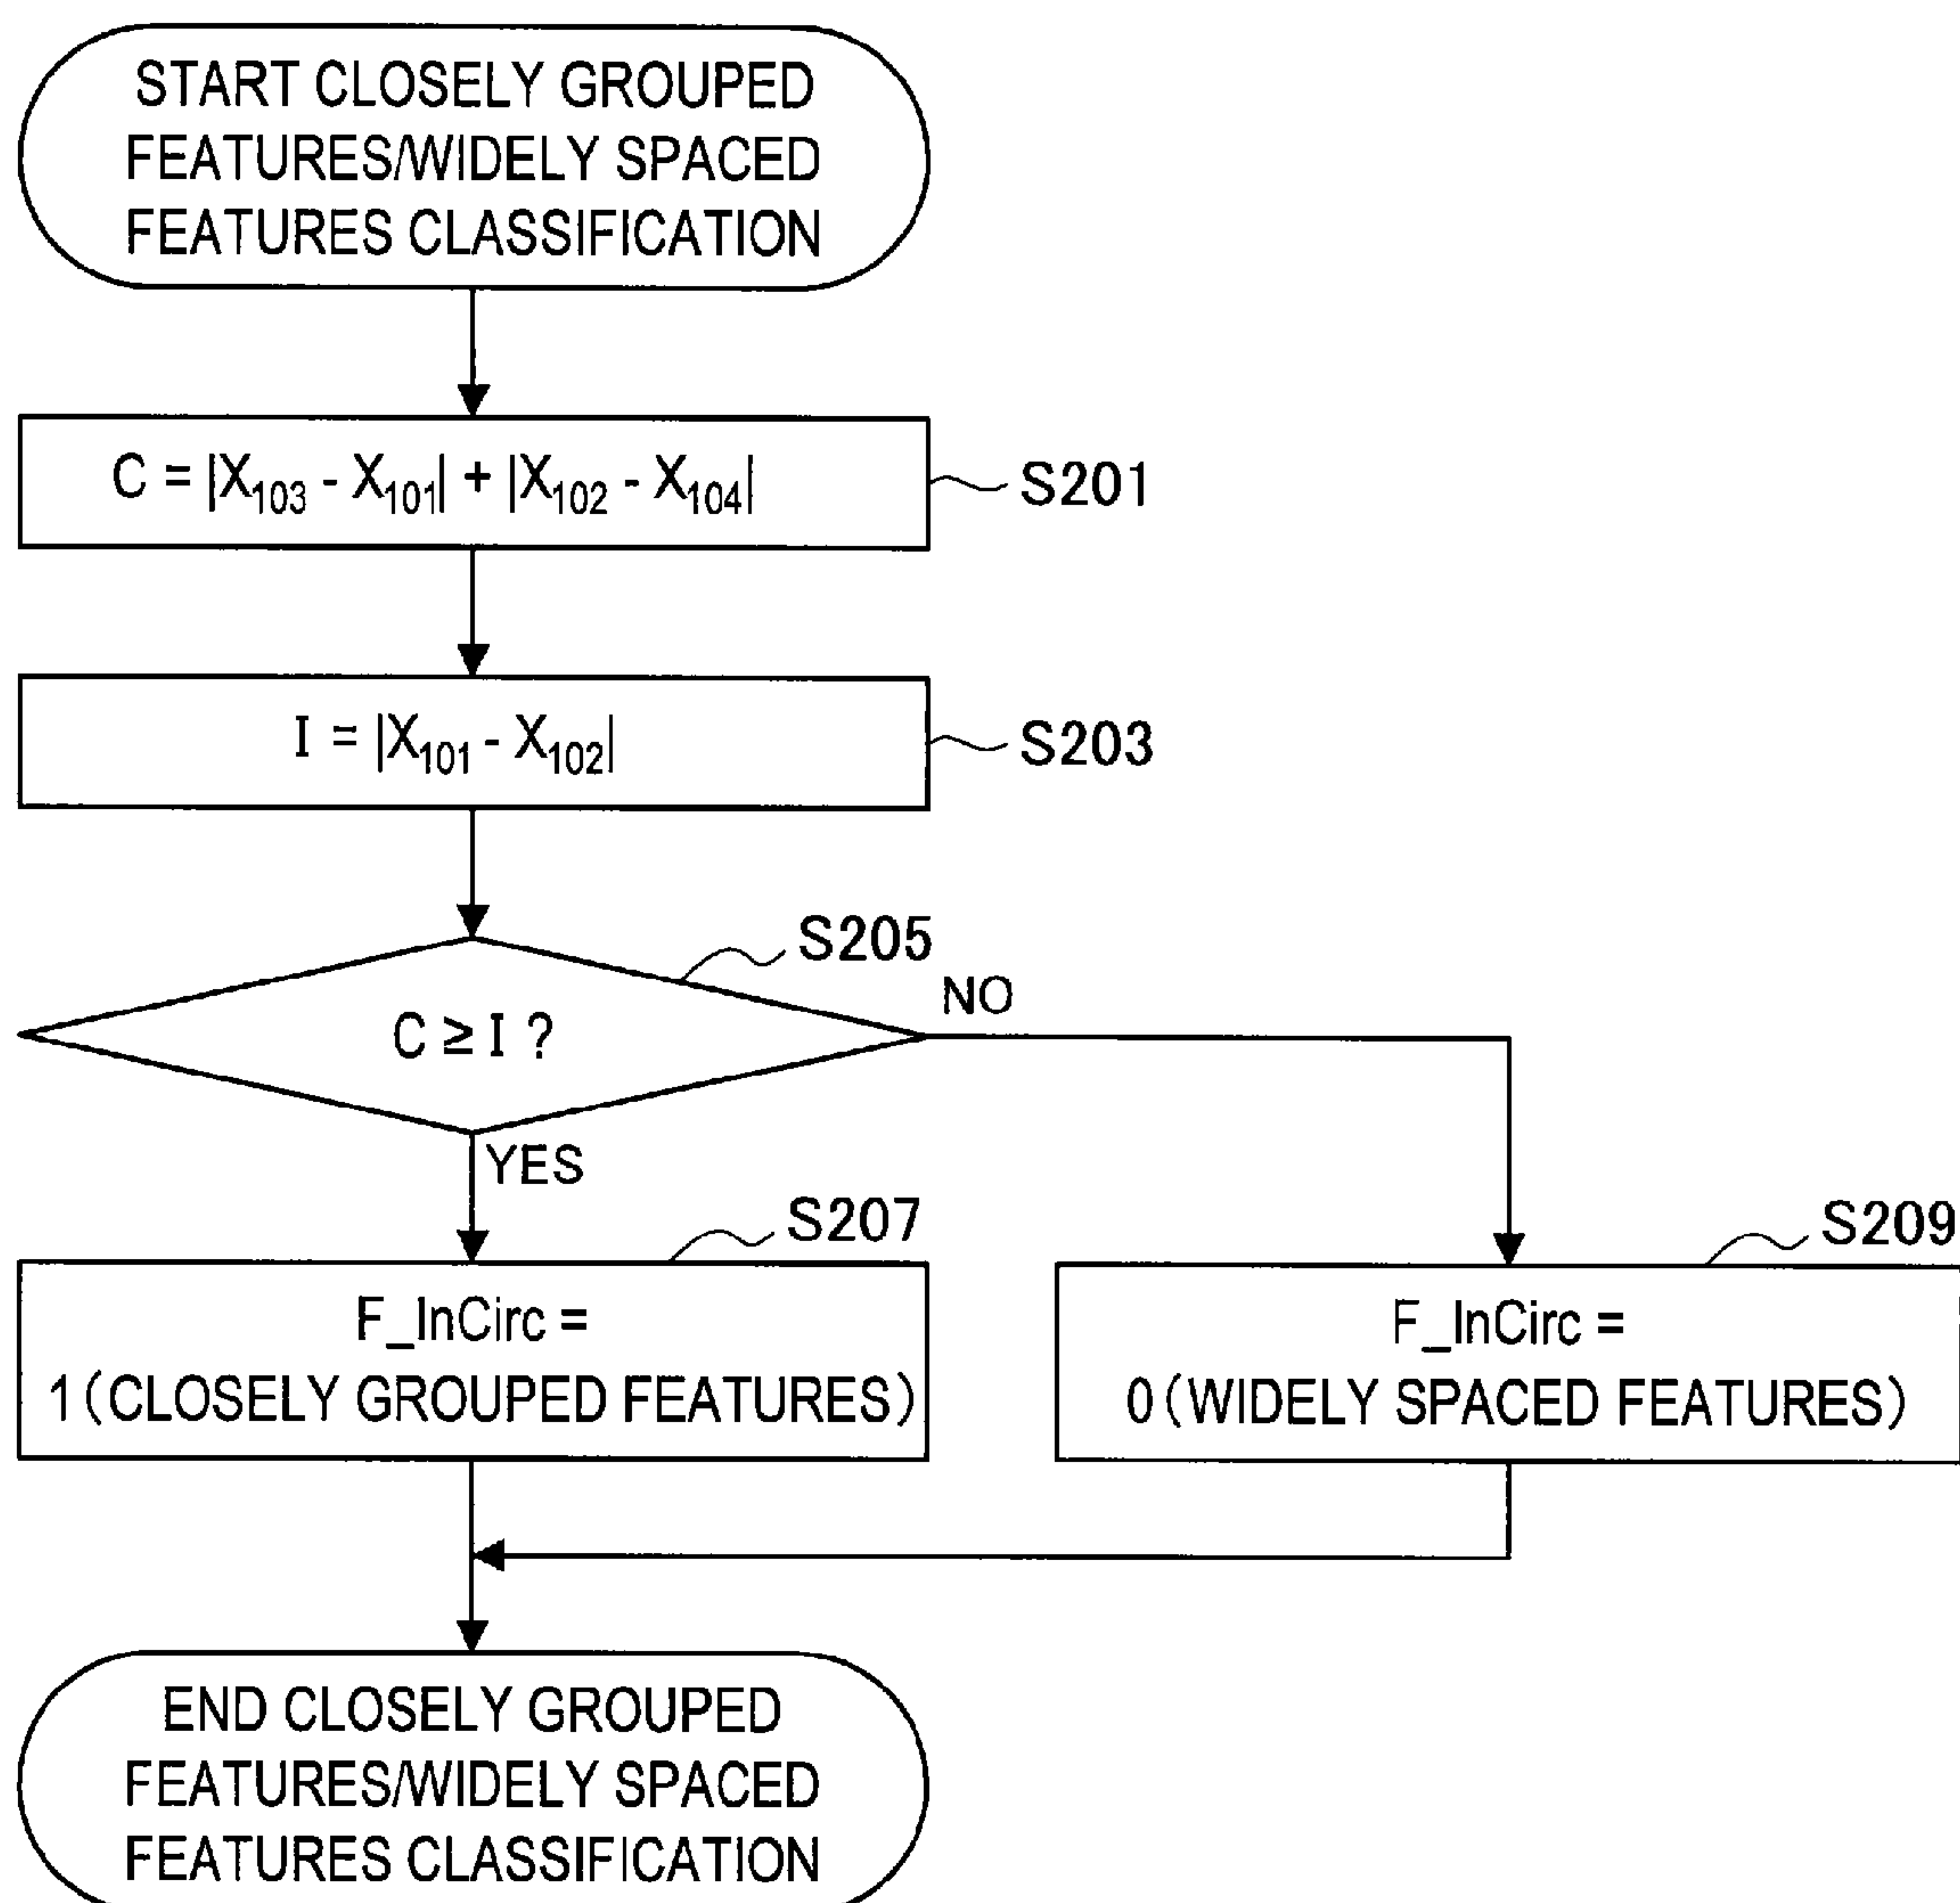 START CLOSELY GROUPED
FEATURES/WIDELY SPACED
FEATURES CLASSIFICATION
C = |X₁₀₃ - X₁₀₁| + |X₁₀₂ - X₁₀₄|
S201
I = |X₁₀₁ - X₁₀₂|
S203
S205
C ≥ I ?
NO
YES
S207
F_InCirc =
1 (CLOSELY GROUPED FEATURES)
S209
F_InCirc =
0 (WIDELY SPACED FEATURES)
END CLOSELY GROUPED
FEATURES/WIDELY SPACED
FEATURES CLASSIFICATION